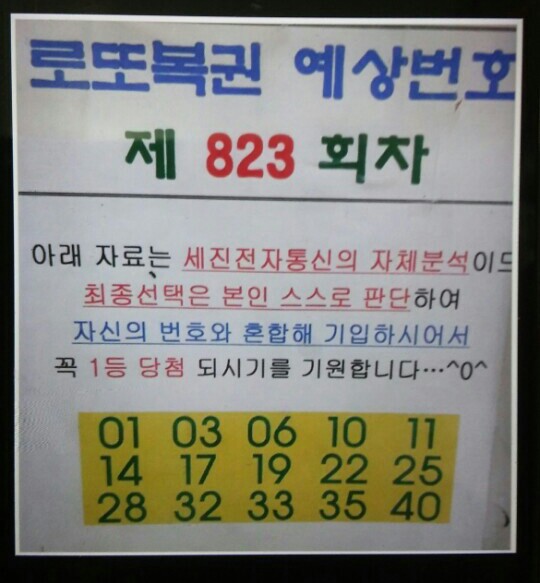 로또복권 예상번호
제 823 회차
아래 자료는 세진전자통신의 자체분석이
최종선택은 본인 스스로 판단하여
자신의 번호와 혼합해 기입하시어서
꼭 1등 당첨 되시기를 기원합니다…^0^
01 03 06 10 11
14 17 19 22 25
28 32 33 35 40